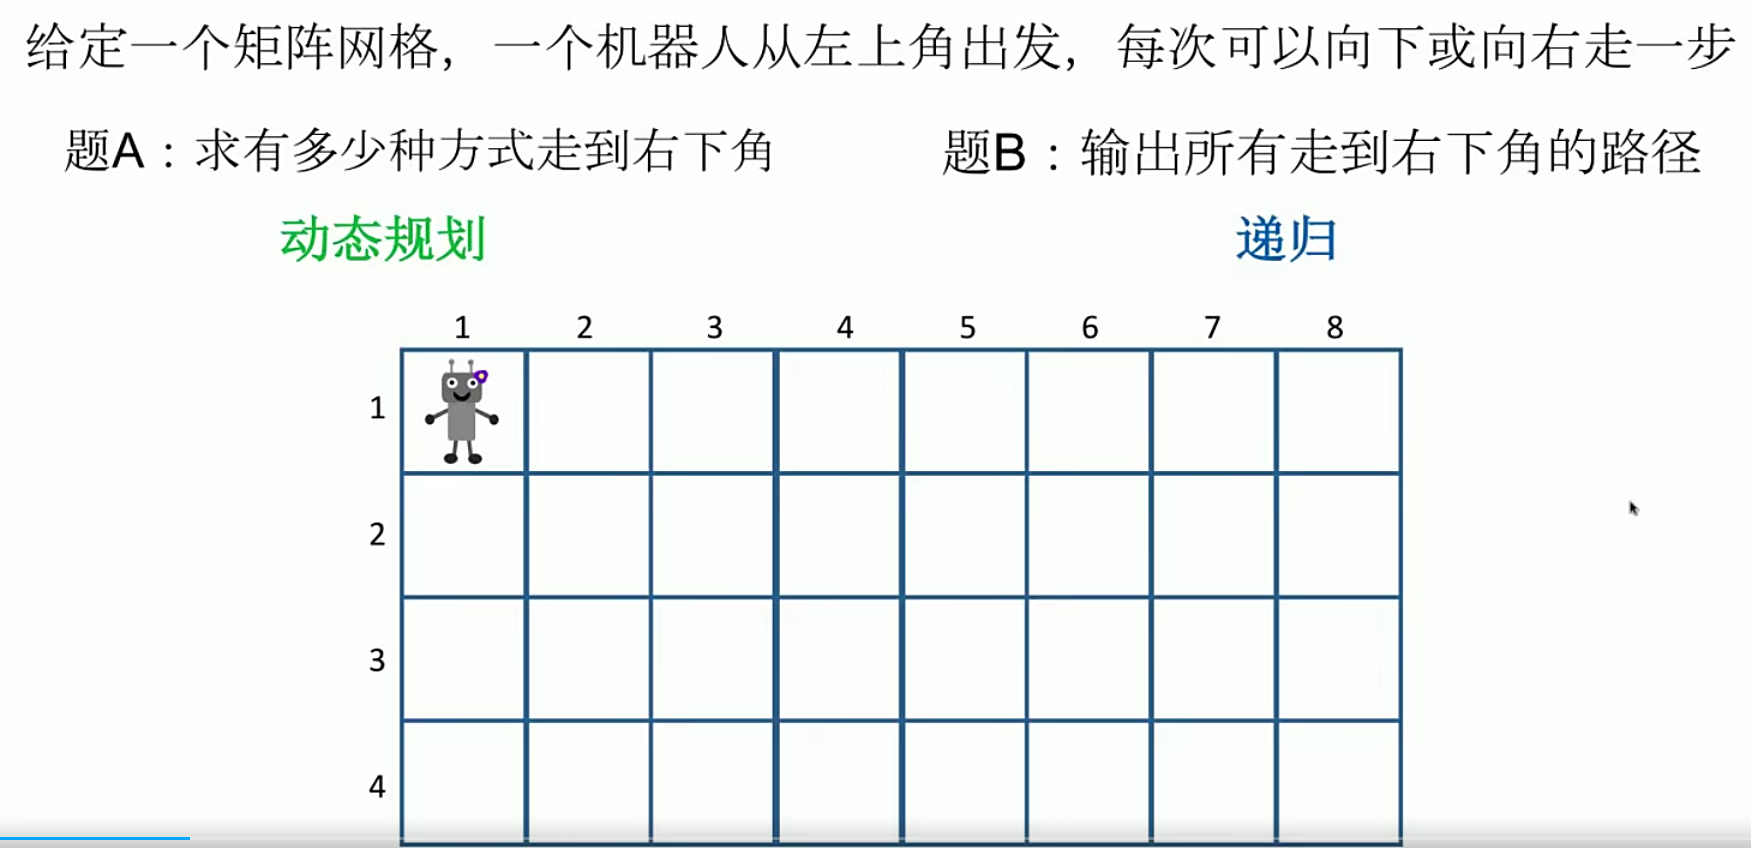 给定一个矩阵网格，一个机器人从左上角出发，每次可以向下或向右走一步
题A：求有多少种方式走到右下角
题B：输出所有走到右下角的路径
动态规划
递归
1 2 3 4 5 6 7 8
1
2
3
4